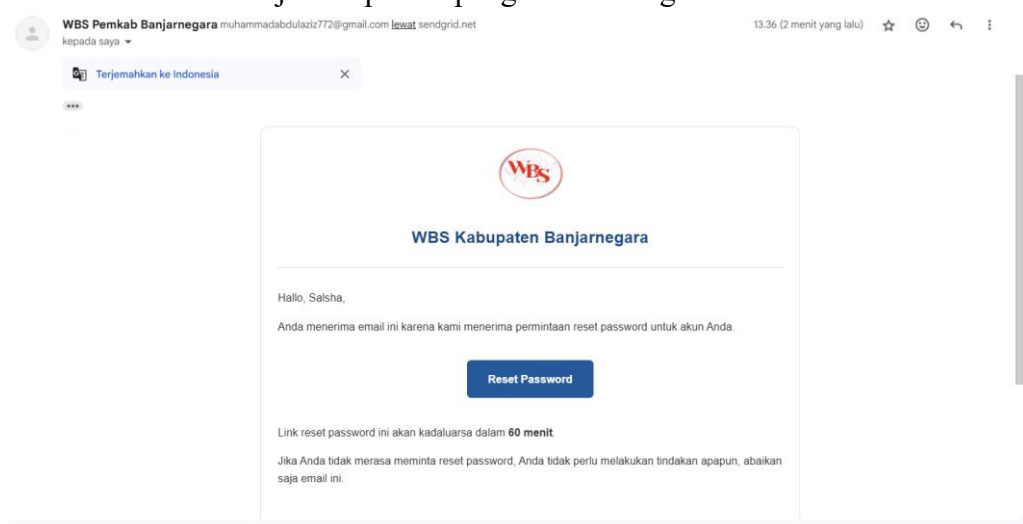 WBS Pemkab Banjarnegara muhammadabdulaziz772@gmail.com lewat sendgrid.net
13.36 (2 menit yang lalu)
kepada saya
Terjemahkan ke Indonesia
WBS
WBS Kabupaten Banjarnegara
Hallo, Salsha,
Anda menerima email ini karena kami menerima permintaan reset password untuk akun Anda.
Reset Password
Link reset password ini akan kadaluarsa dalam 60 menit.
Jika Anda tidak merasa meminta reset password, Anda tidak perlu melakukan tindakan apapun, abaikan
saja email ini.